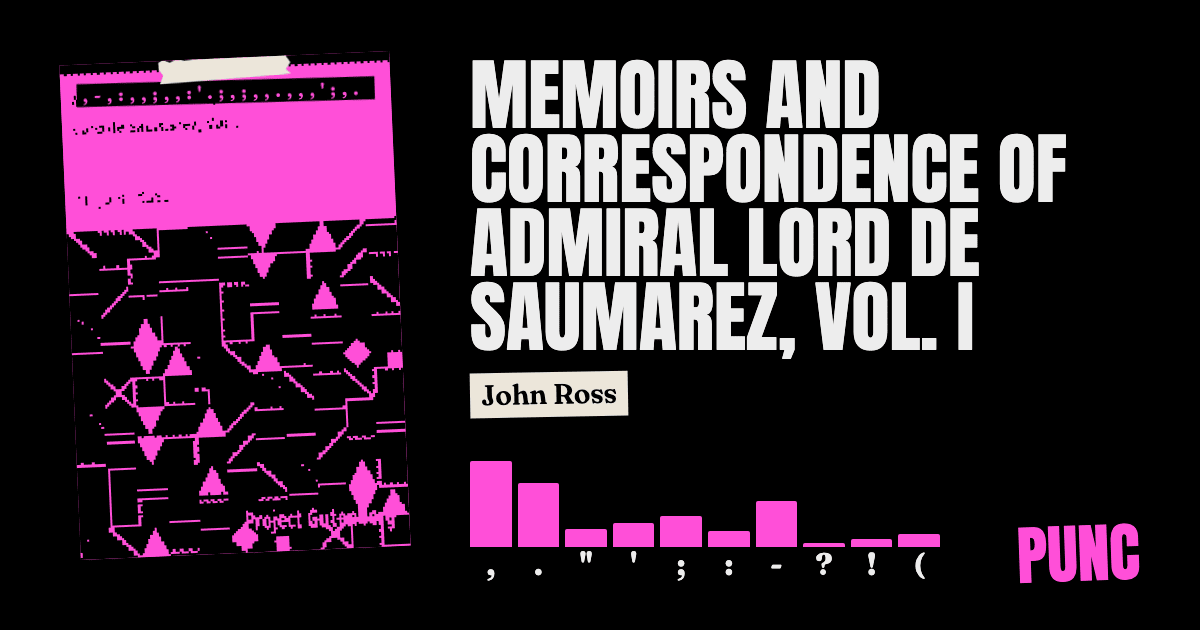 MEMOIRS AND
CORRESPONDENCE OF
ADMIRAL LORD DE
SAUMAREZ, VOL. I
John Ross
, . " ' ; : - ? ! (
PUNC
Project Gutenberg